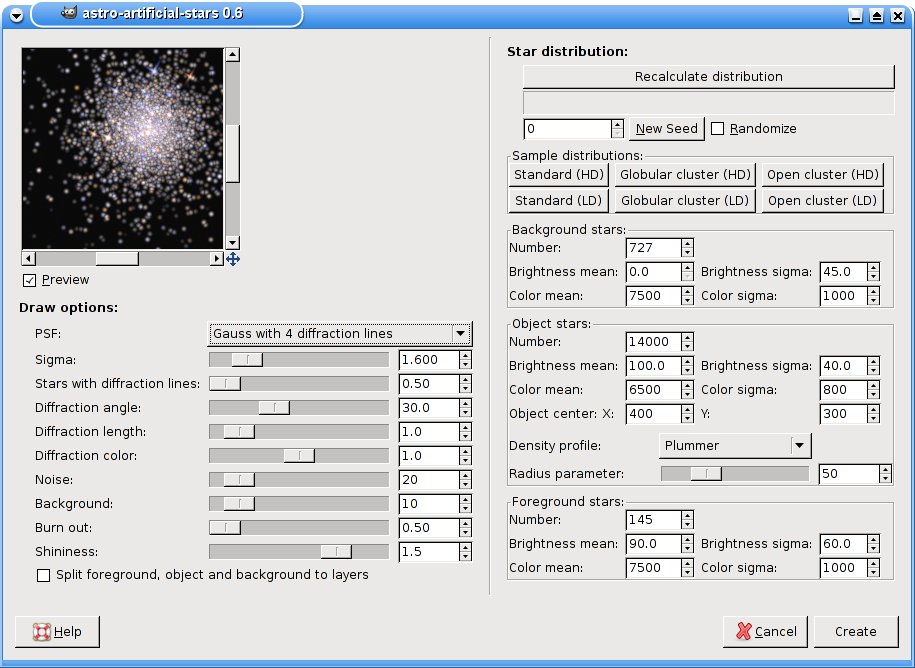 astro-artificial-stars 0.6
Preview
Draw options:
PSF: Gauss with 4 diffraction lines
Sigma: 1.600
Stars with diffraction lines: 0.50
Diffraction angle: 30.0
Diffraction length: 1.0
Diffraction color: 1.0
Noise: 20
Background: 10
Burn out: 0.50
Shininess: 1.5
Split foreground, object and background to layers
Star distribution:
Recalculate distribution
0 New Seed Randomize
Sample distributions:
Standard (HD) Globular cluster (HD) Open cluster (HD)
Standard (LD) Globular cluster (LD) Open cluster (LD)
Background stars:
Number: 727
Brightness mean: 0.0 Brightness sigma: 45.0
Color mean: 7500 Color sigma: 1000
Object stars:
Number: 14000
Brightness mean: 100.0 Brightness sigma: 40.0
Color mean: 6500 Color sigma: 800
Object center: X: 400 Y: 300
Density profile: Plummer
Radius parameter: 50
Foreground stars:
Number: 145
Brightness mean: 90.0 Brightness sigma: 60.0
Color mean: 7500 Color sigma: 1000
Help Cancel Create